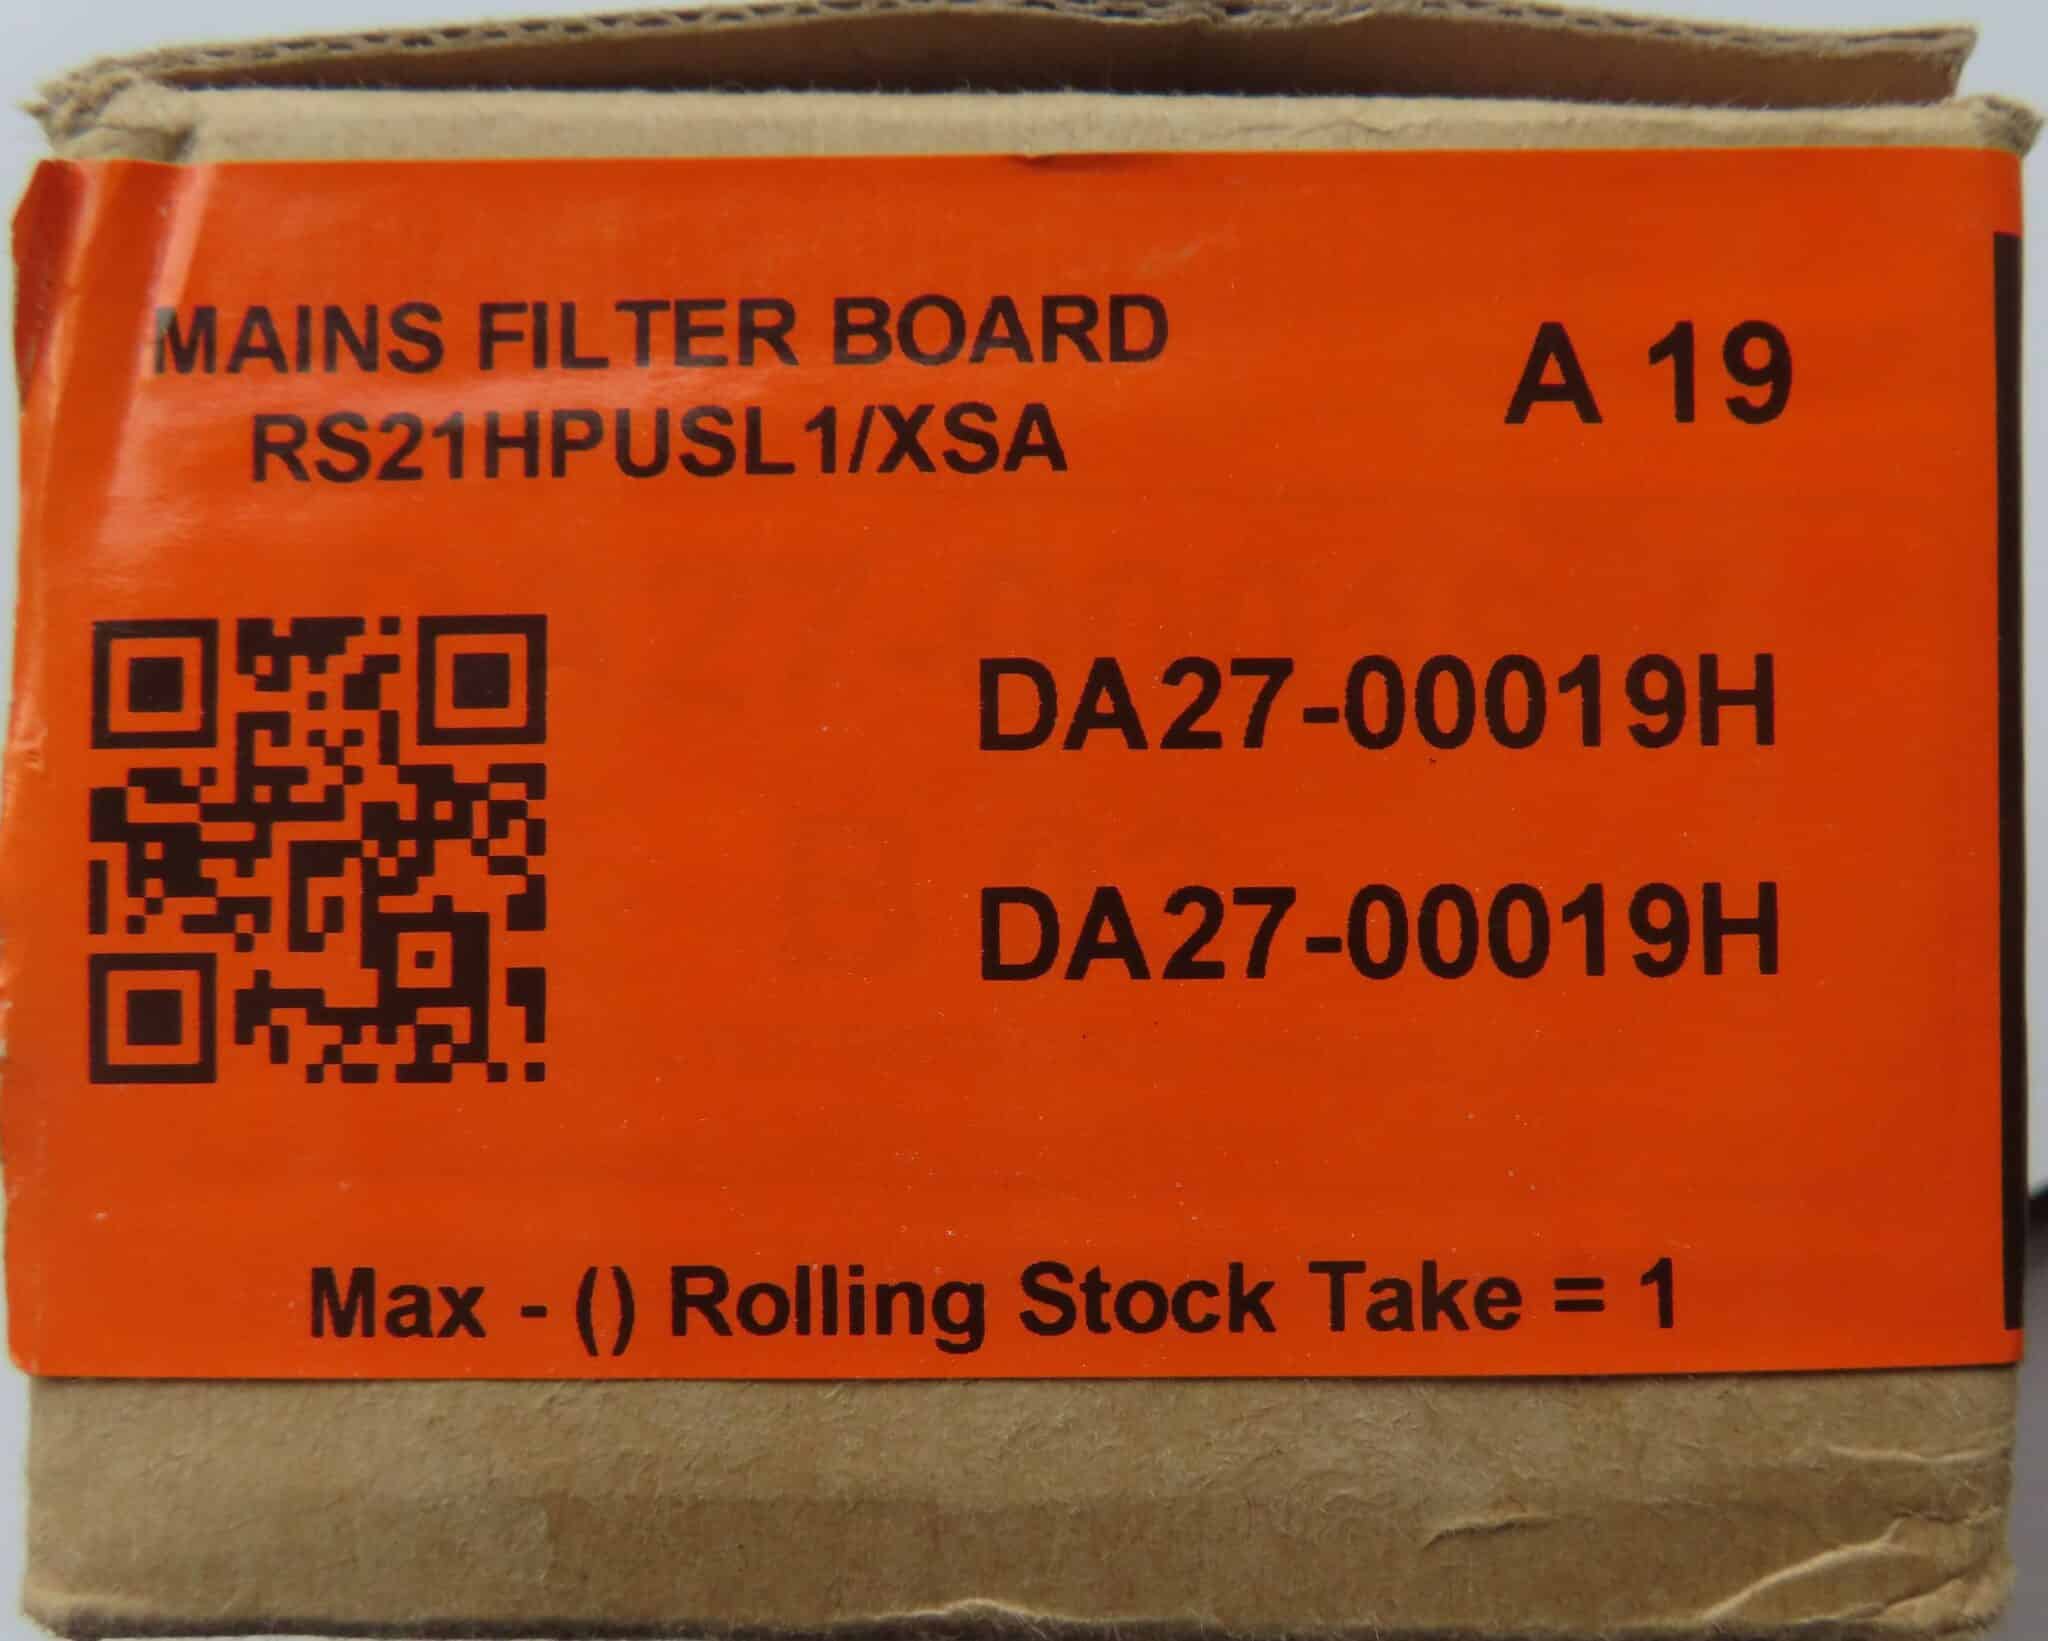 MAINS FILTER BOARD
RS21HPUSL1/XSA
A 19
DA27-00019H
DA27-00019H
Max - () Rolling Stock Take = 1